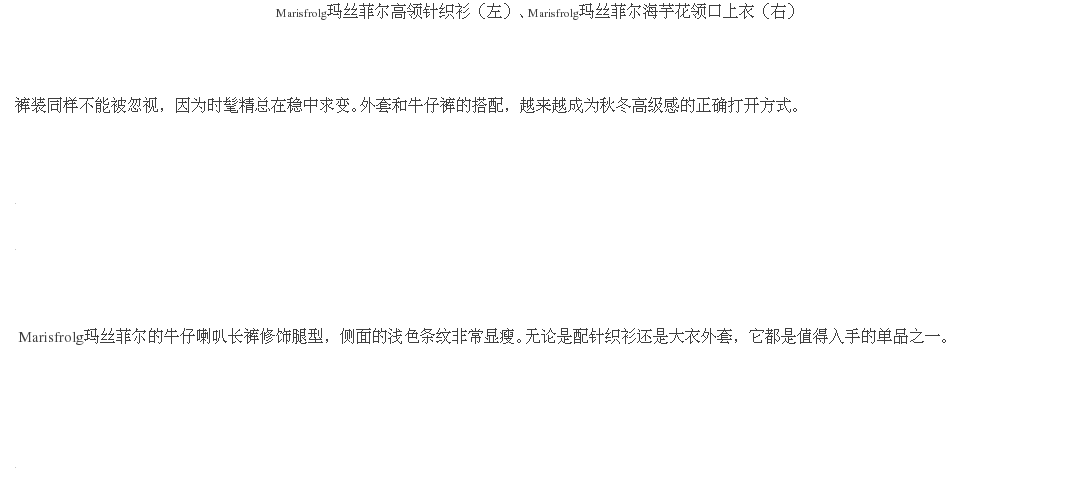 Marisfrolg玛丝菲尔高领针织衫（左）、Marisfrolg玛丝菲尔海芋花领口上衣（右）
裤装同样不能被忽视，因为时髦精总在稳中求变。外套和牛仔裤的搭配，越来越成为秋冬高级感的正确打开方式。
Marisfrolg玛丝菲尔的牛仔喇叭长裤修饰腿型，侧面的浅色条纹非常显瘦。无论是配针织衫还是大衣外套，它都是值得入手的单品之一。